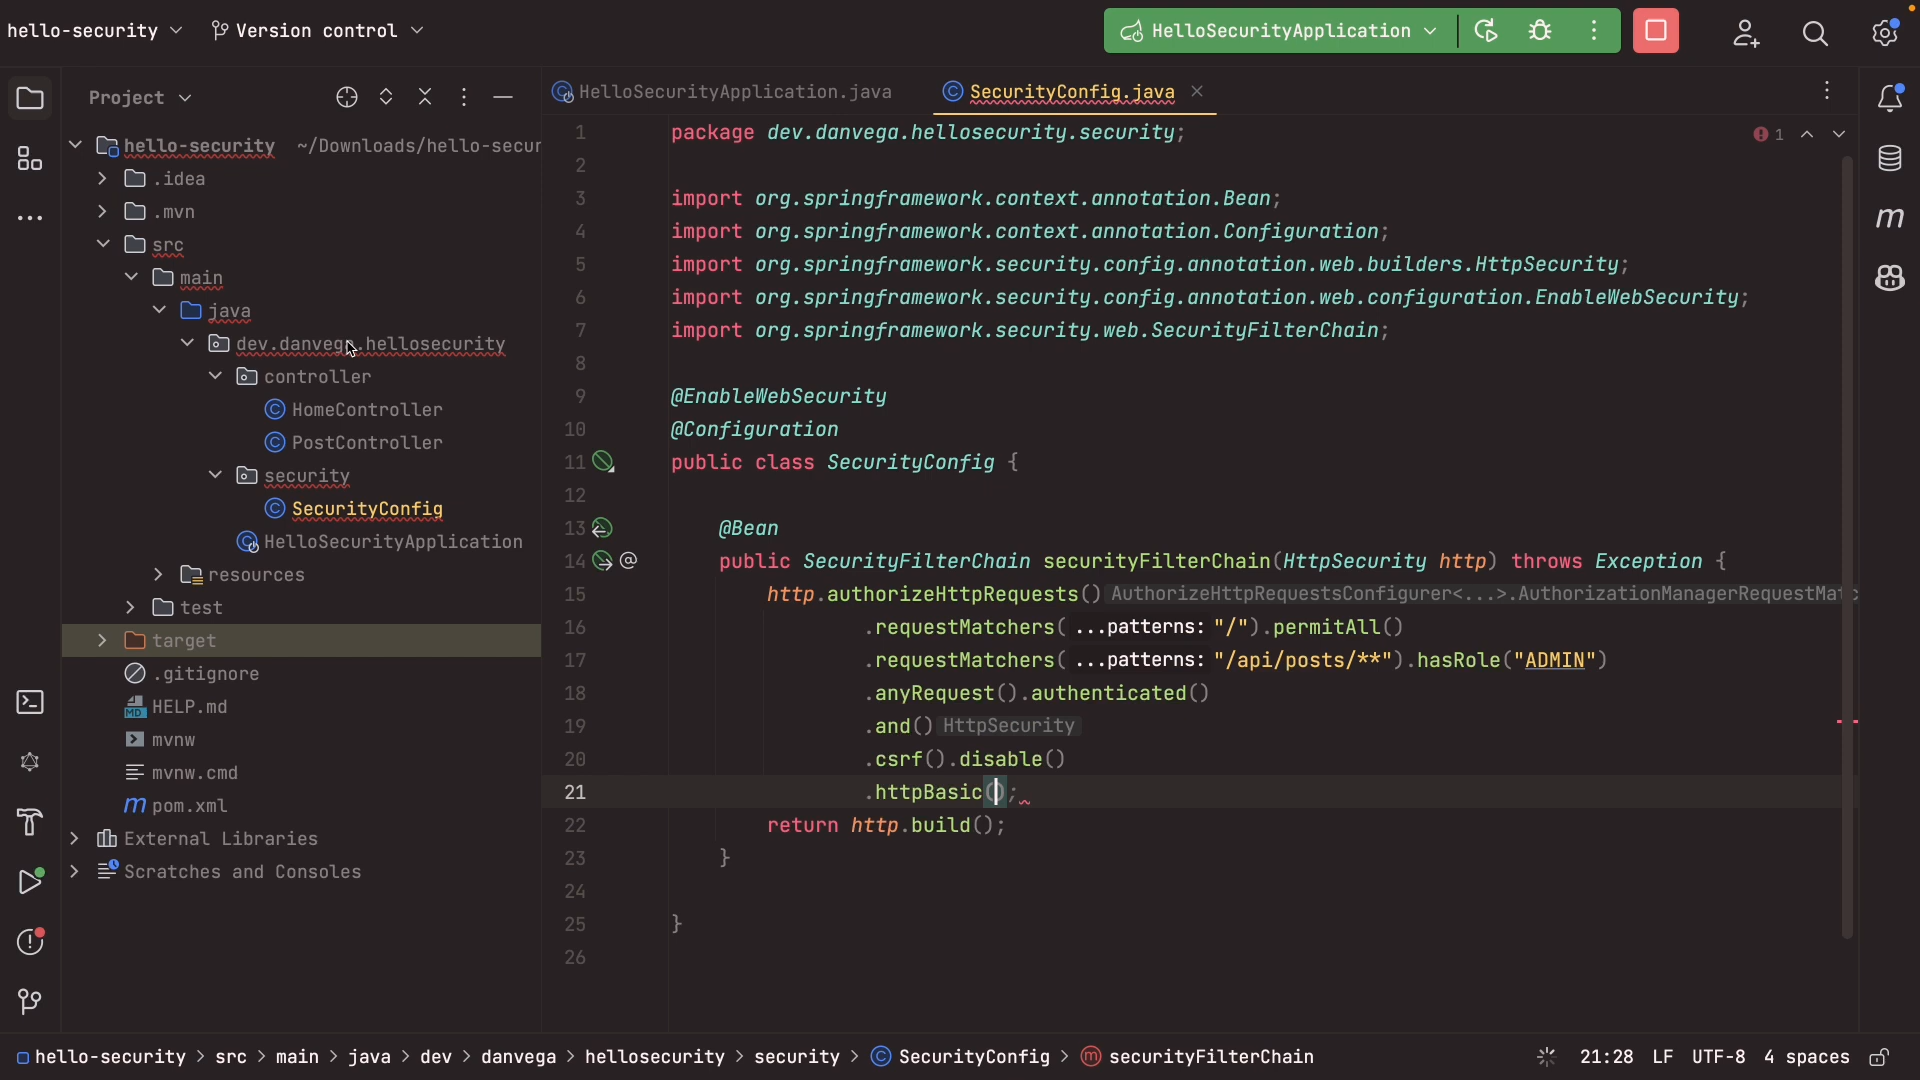 hello-security
Version control
HelloSecurityApplication
Project
HelloSecurityApplication.java
SecurityConfig.java
hello-security ~/Downloads/hello-secur
.idea
.mvn
src
main
java
dev.danvega.hellosecurity
controller
HomeController
PostController
security
SecurityConfig
HelloSecurityApplication
resources
test
target
.gitignore
HELP.md
mvnw
mvnw.cmd
pom.xml
External Libraries
Scratches and Consoles
1 package dev.danvega.hellosecurity.security;
1
2
3 import org.springframework.context.annotation.Bean;
4 import org.springframework.context.annotation.Configuration;
5 import org.springframework.security.config.annotation.web.builders.HttpSecurity;
6 import org.springframework.security.config.annotation.web.configuration.EnableWebSecurity;
7 import org.springframework.security.web.SecurityFilterChain;
8
9 @EnableWebSecurity
10 @Configuration
11 public class SecurityConfig {
12
13 @Bean
14 public SecurityFilterChain securityFilterChain(HttpSecurity http) throws Exception {
15 http.authorizeHttpRequests() AuthorizeHttpRequestsConfigurer<...>.AuthorizationManagerRequestMatc
16 .requestMatchers( ...patterns: "/").permitAll()
17 .requestMatchers( ...patterns: "/api/posts/**").hasRole("ADMIN")
18 .anyRequest().authenticated()
19 .and() HttpSecurity
20 .csrf().disable()
21 .httpBasic();
22 return http.build();
23 }
24
25 }
26
hello-security > src > main > java > dev > danvega > hellosecurity > security > SecurityConfig > securityFilterChain
21:28 LF UTF-8 4 spaces